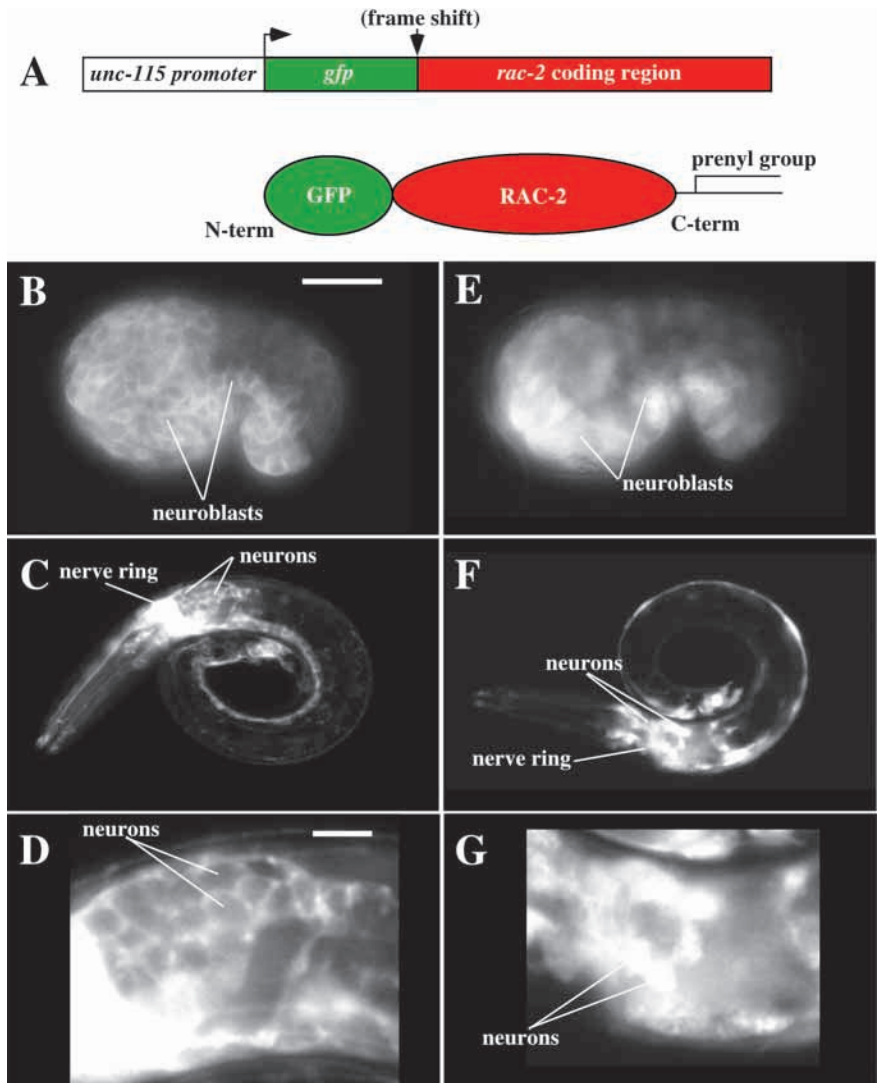 A
(frame shift)
unc-115 promoter
gfp
rac-2 coding region
GFP
RAC-2
prenyl group
N-term
C-term
B
neuroblasts
E
neuroblasts
C
nerve ring
neurons
F
neurons
nerve ring
D
neurons
G
neurons